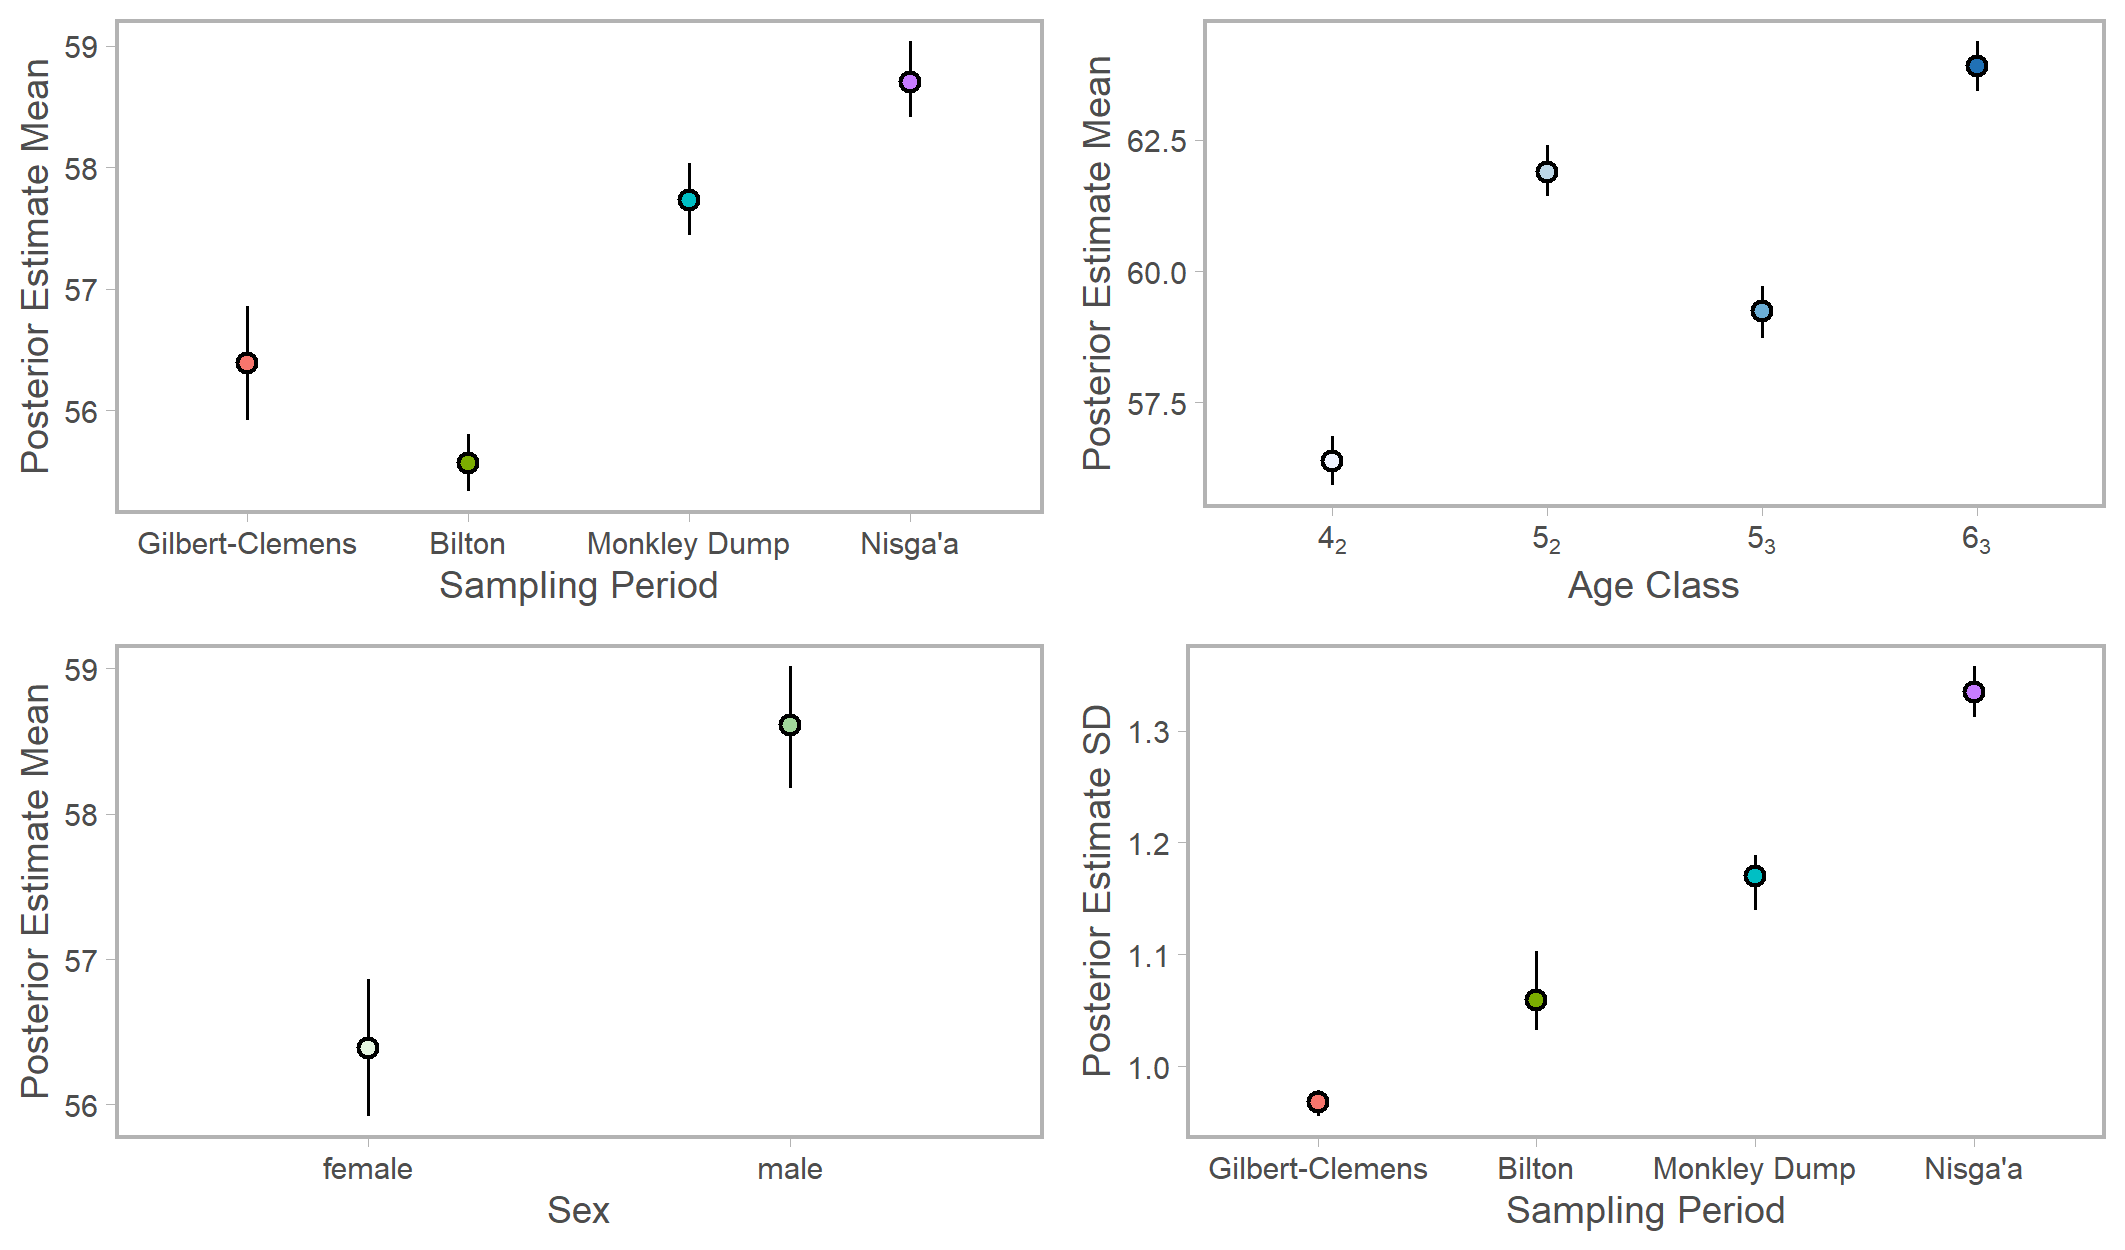 Posterior Estimate Mean
59
58
57
56
Gilbert-Clemens Bilton Monkley Dump Nisga'a
Sampling Period
Posterior Estimate Mean
62.5
60.0
57.5
4₂ 5₂ 5₃ 6₃
Age Class
Posterior Estimate Mean
59
58
57
56
female male
Sex
Posterior Estimate SD
1.3
1.2
1.1
1.0
Gilbert-Clemens Bilton Monkley Dump Nisga'a
Sampling Period